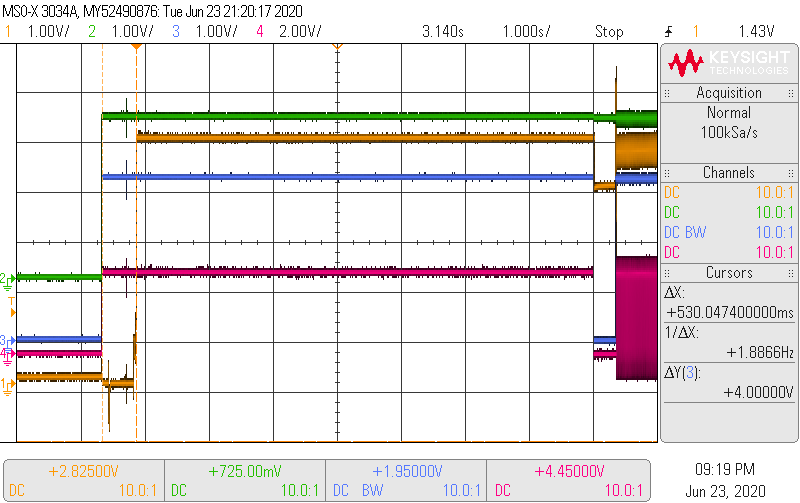 MSO-X 3034A, MY52490876: Tue Jun 23 21:20:17 2020
1 1.00V/ 2 1.00V/ 3 1.00V/ 4 2.00V/ 3.140s 1.000s/ Stop 1 1.43V
KEYSIGHT
TECHNOLOGIES
Acquisition
Normal
100kSa/s
Channels
DC 10.0:1
DC 10.0:1
DC BW 10.0:1
DC 10.0:1
Cursors
ΔX:
+530.047400000ms
1/ΔX:
+1.8866Hz
ΔY(3):
+4.00000V
2
T
3
4
1
+2.82500V +725.00mV +1.95000V +4.45000V
DC 10.0:1 DC 10.0:1 DC BW 10.0:1 DC 10.0:1
09:19 PM
Jun 23, 2020